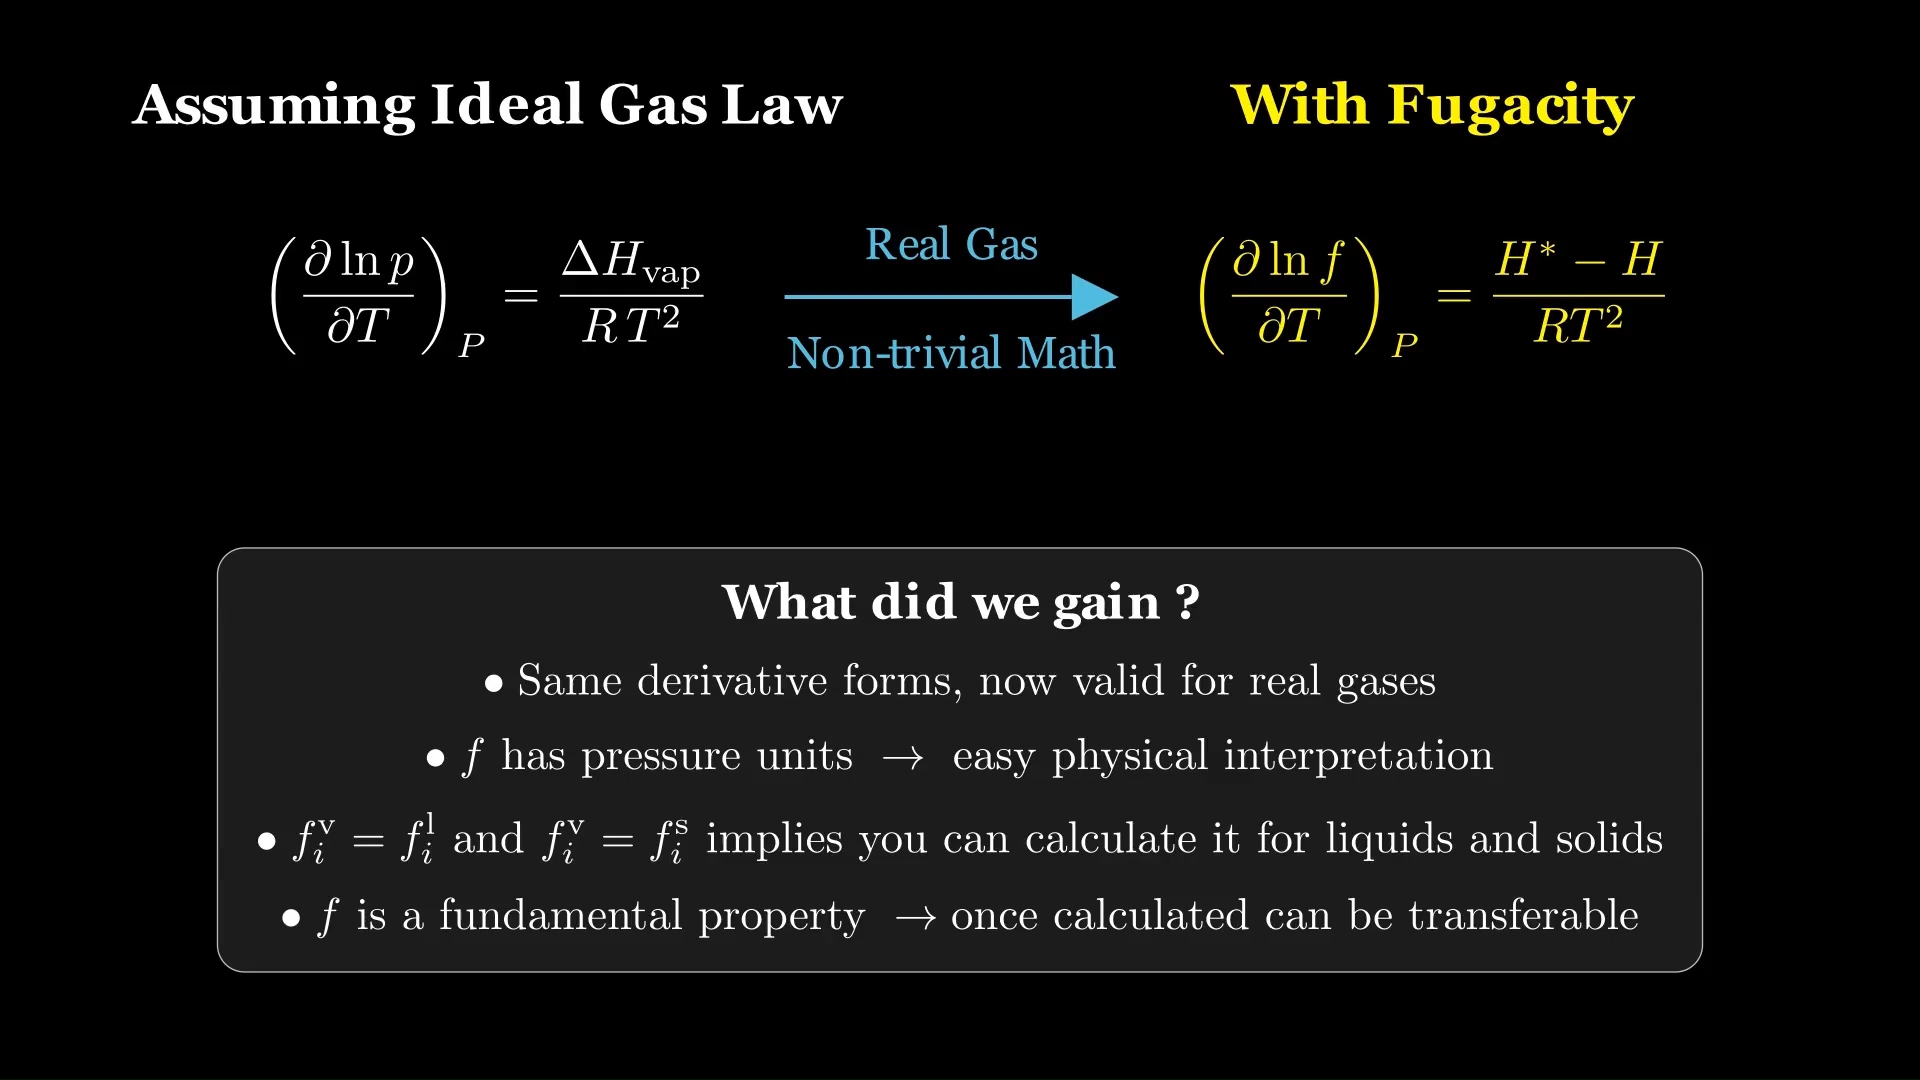 Assuming Ideal Gas Law
With Fugacity
(∂ ln p / ∂T)_P = ΔH_vap / R T²
Real Gas
Non-trivial Math
(∂ ln f / ∂T)_P = H* − H / RT²
What did we gain ?
• Same derivative forms, now valid for real gases
• f has pressure units → easy physical interpretation
• f_i^v = f_i^l and f_i^v = f_i^s implies you can calculate it for liquids and solids
• f is a fundamental property → once calculated can be transferable